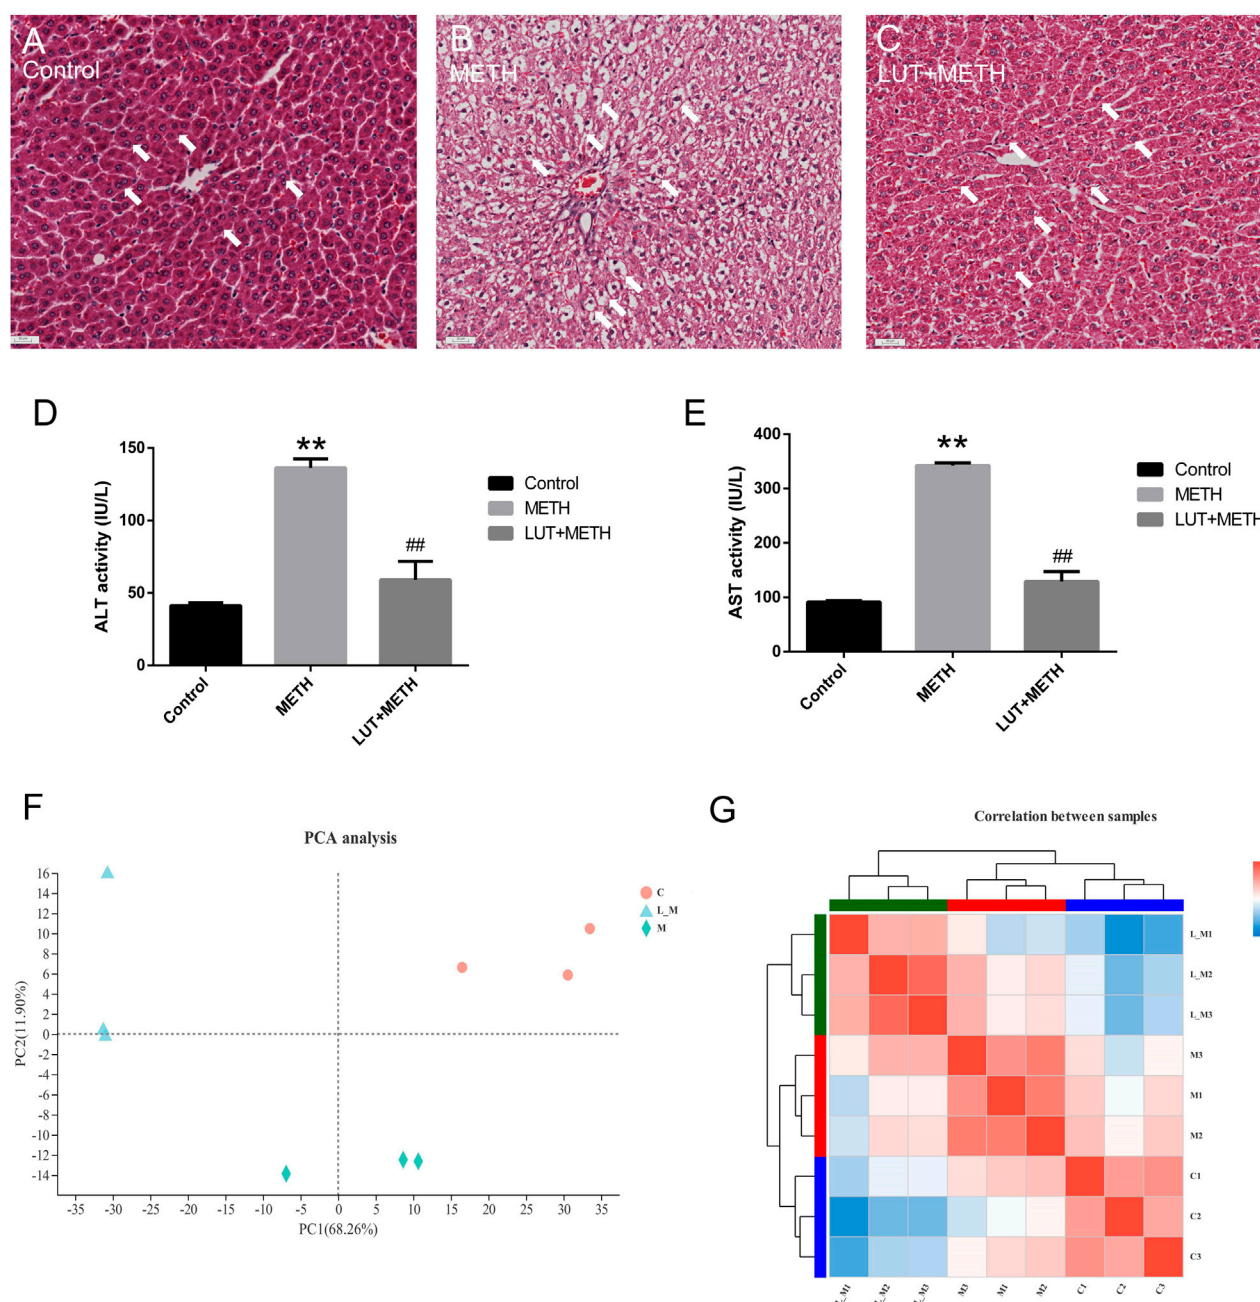 A
Control
B
METH
C
LUT+METH
D
150
100
50
0
ALT activity (IU/L)
**
##
Control
METH
LUT+METH
Control
METH
LUT+METH
E
400
300
200
100
0
AST activity (IU/L)
**
##
Control
METH
LUT+METH
Control
METH
LUT+METH
F
PCA analysis
16
14
12
10
8
6
4
2
0
-2
-4
-6
-8
-10
-12
-14
PC2(11.90%)
-35 -30 -25 -20 -15 -10 -5 0 5 10 15 20 25 30 35
PC1(68.26%)
C
L_M
M
G
Correlation between samples
L_M1
L_M2
L_M3
M3
M1
M2
C1
C2
C3
L_M1 L_M2 L_M3 M3 M1 M2 C1 C2 C3